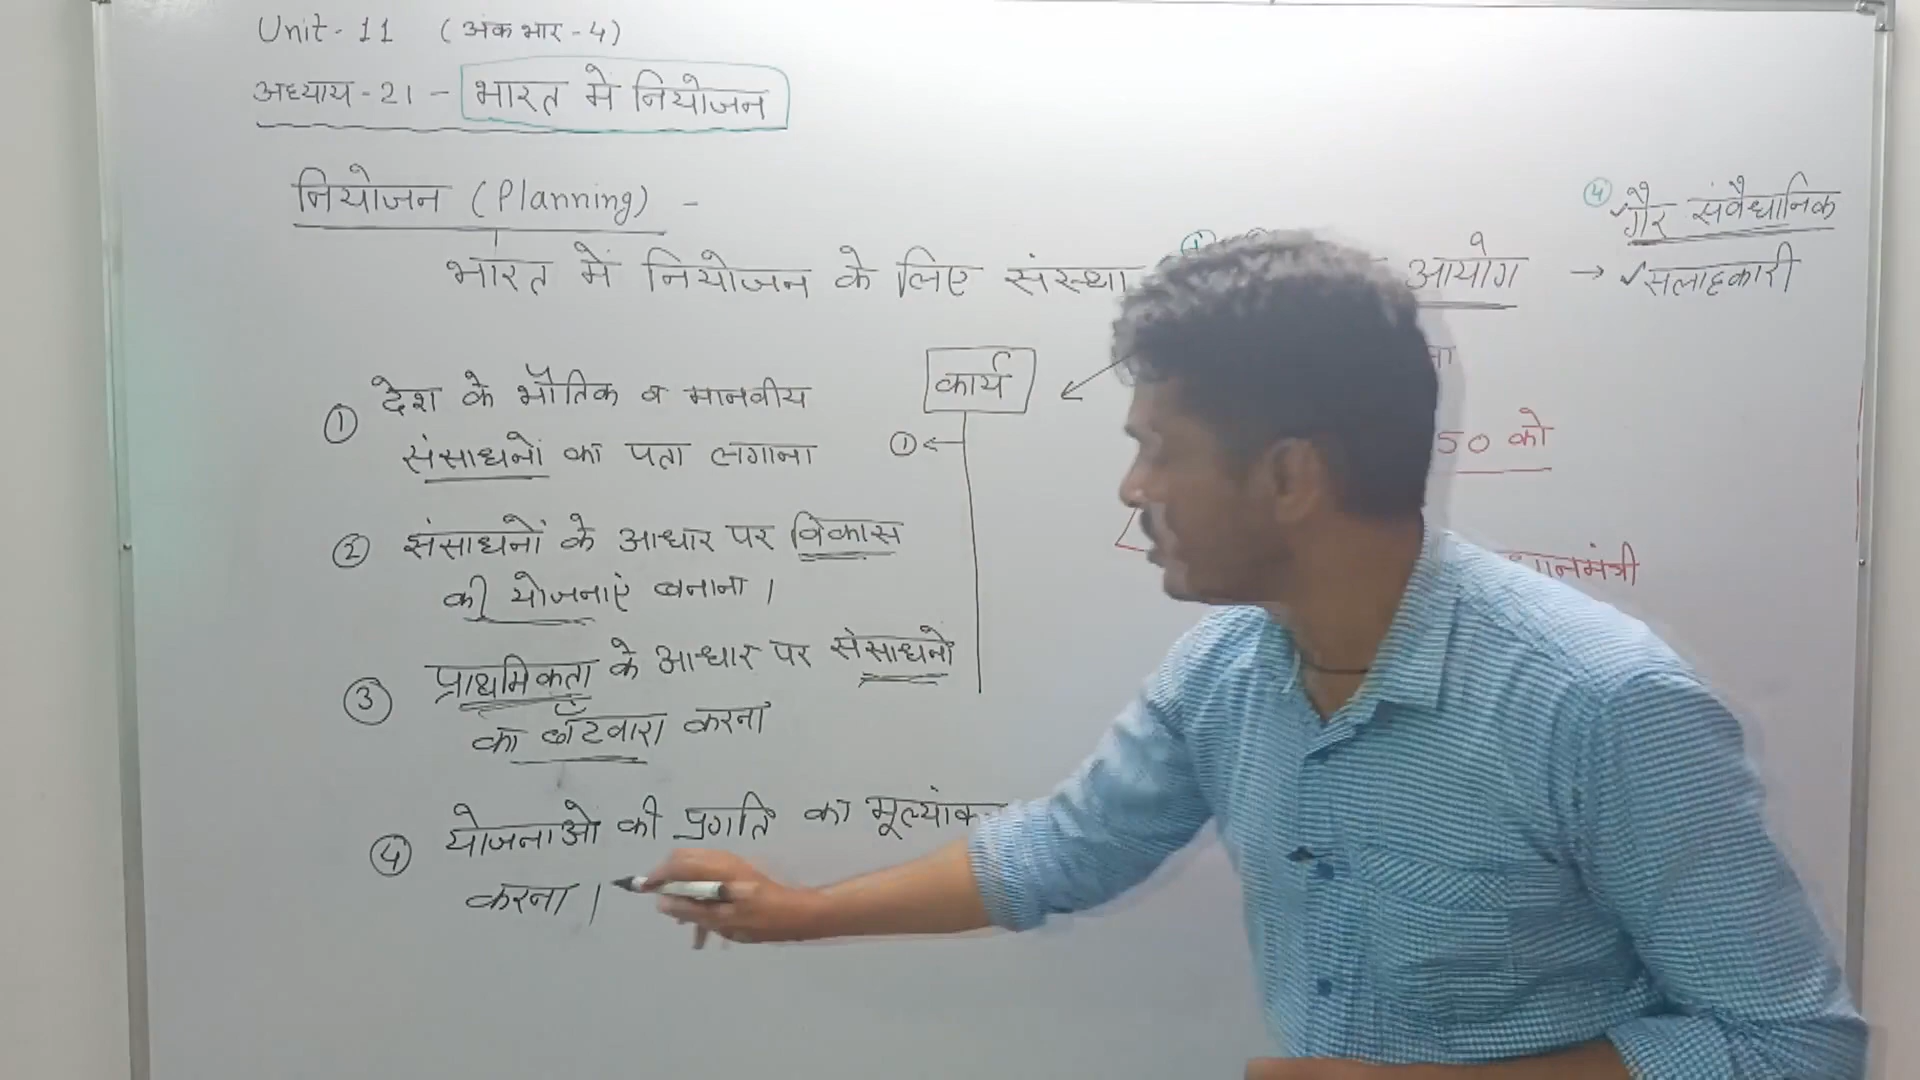 Unit - 11 (अंक भार - 4)
अध्याय - 21 - भारत मे नियोजन
नियोजन (Planning) -
④ गैर संवैधानिक
भारत में नियोजन के लिए संस्था आयोग → ✓ सलाहकारी
कार्य
① देश के भौतिक व मानवीय
संसाधनों का पता लगाना
①
50 को
② संसाधनों के आधार पर विकास
की योजनाएं बनाना।
③ प्राथमिकता के आधार पर संसाधनो
का बँटवारा करना
④ योजनाओ की प्रगति का
करना।